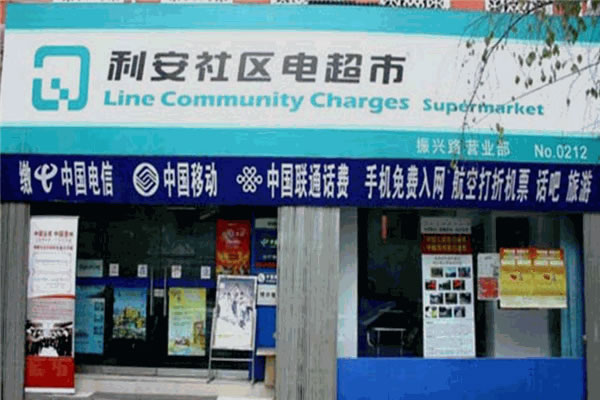 利安社区电超市
Line Community Charges Supermarket
振兴路营业部 No.0212
缴 中国电信 中国移动 中国联通话费 手机免费入网 航空打折机票 话吧 旅游